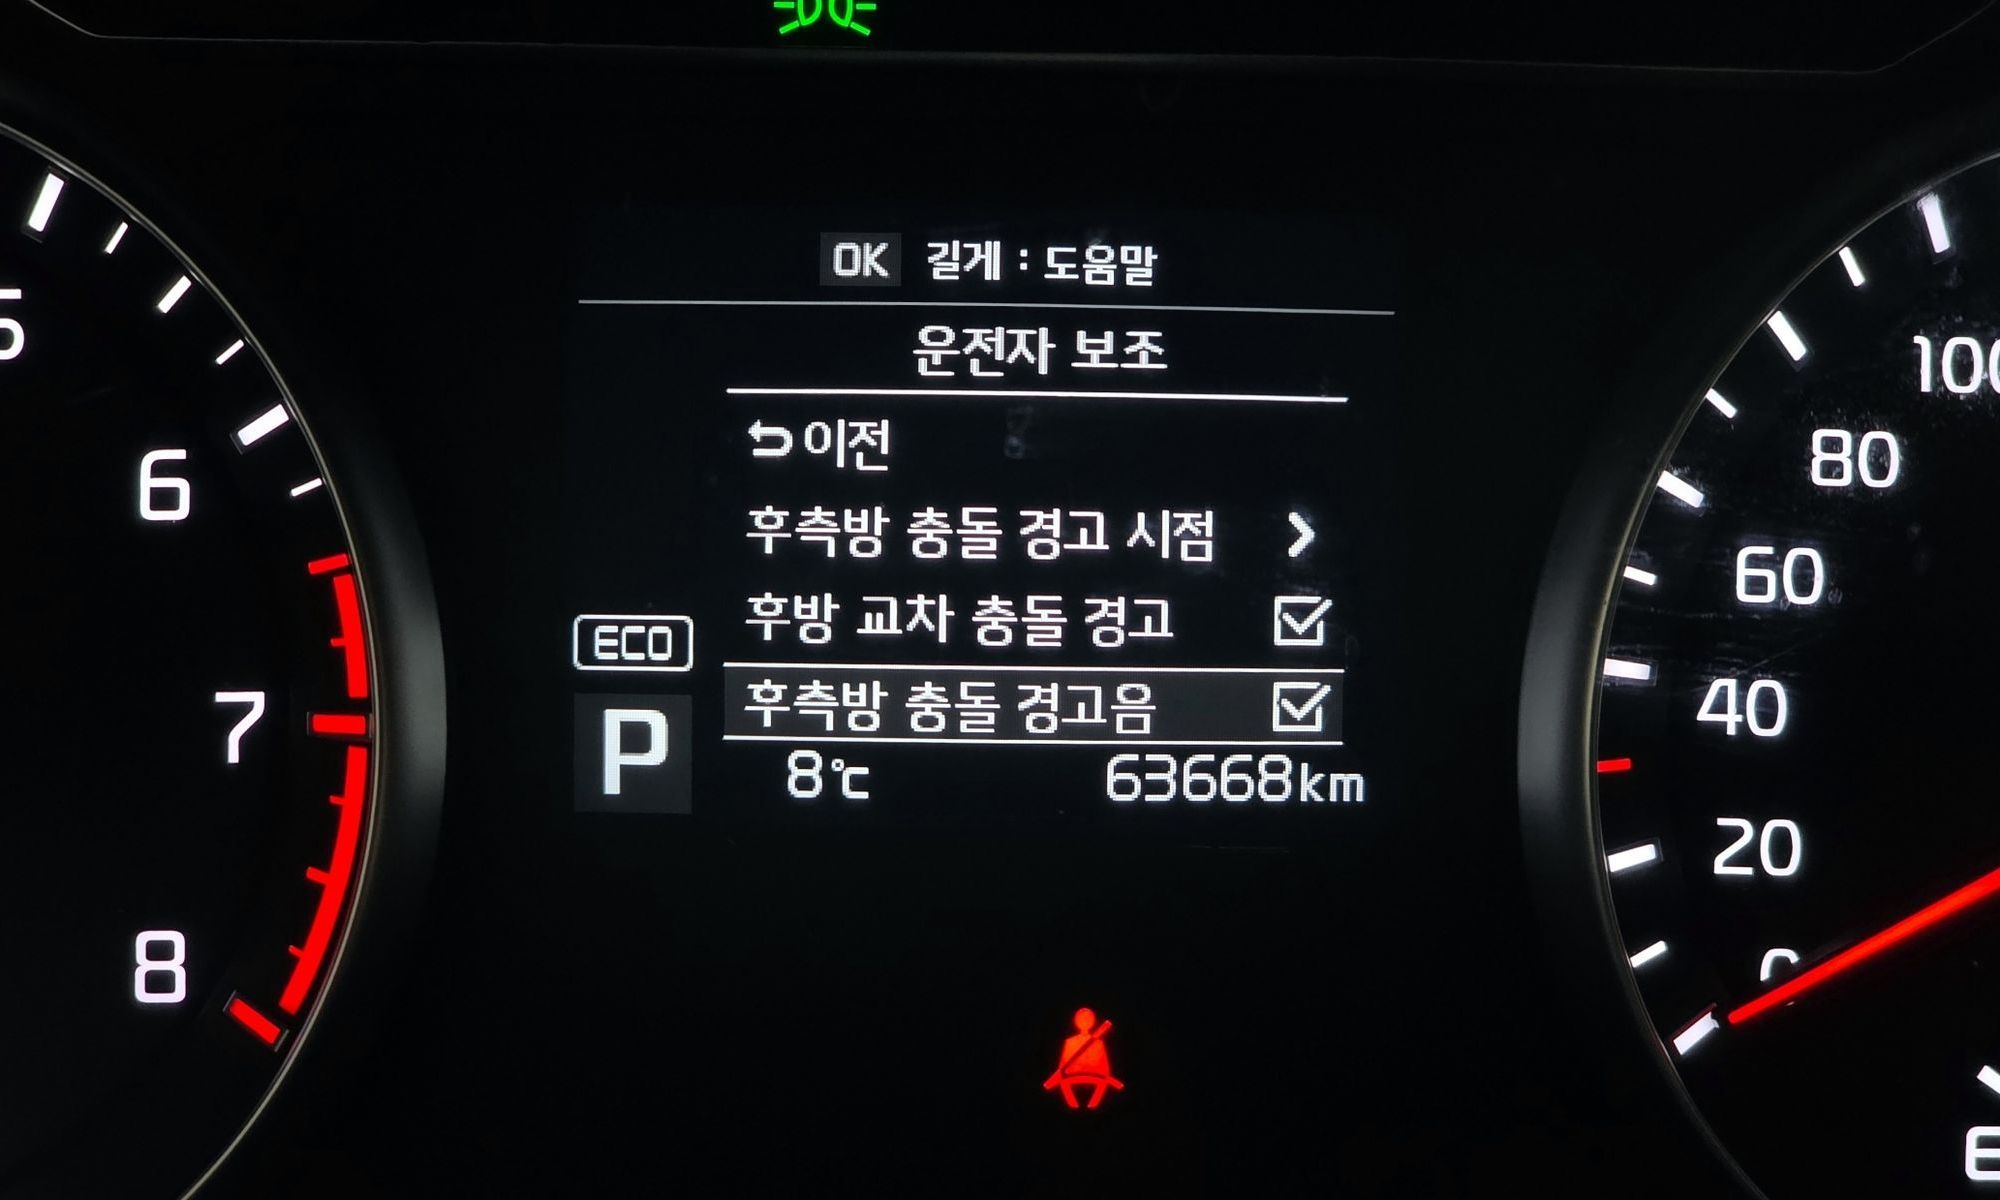 OK 길게 : 도움말
운전자 보조
이전
후측방 충돌 경고 시점
후방 교차 충돌 경고
ECO
후측방 충돌 경고음
P
8℃ 63668km
5
6
7
8
100
80
60
40
20
0
E